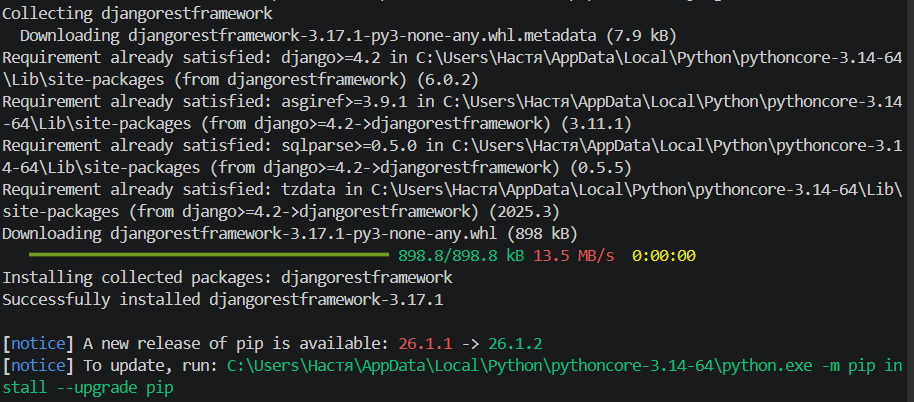 Collecting djangorestframework
  Downloading djangorestframework-3.17.1-py3-none-any.whl.metadata (7.9 kB)
Requirement already satisfied: django>=4.2 in C:\Users\Настя\AppData\Local\Python\pythoncore-3.14-64
\Lib\site-packages (from djangorestframework) (6.0.2)
Requirement already satisfied: asgiref>=3.9.1 in C:\Users\Настя\AppData\Local\Python\pythoncore-3.14
-64\Lib\site-packages (from django>=4.2->djangorestframework) (3.11.1)
Requirement already satisfied: sqlparse>=0.5.0 in C:\Users\Настя\AppData\Local\Python\pythoncore-3.1
4-64\Lib\site-packages (from django>=4.2->djangorestframework) (0.5.5)
Requirement already satisfied: tzdata in C:\Users\Настя\AppData\Local\Python\pythoncore-3.14-64\Lib\
site-packages (from django>=4.2->djangorestframework) (2025.3)
Downloading djangorestframework-3.17.1-py3-none-any.whl (898 kB)
898.8/898.8 kB 13.5 MB/s  0:00:00
Installing collected packages: djangorestframework
Successfully installed djangorestframework-3.17.1

[notice] A new release of pip is available: 26.1.1 -> 26.1.2
[notice] To update, run: C:\Users\Настя\AppData\Local\Python\pythoncore-3.14-64\python.exe -m pip in
stall --upgrade pip